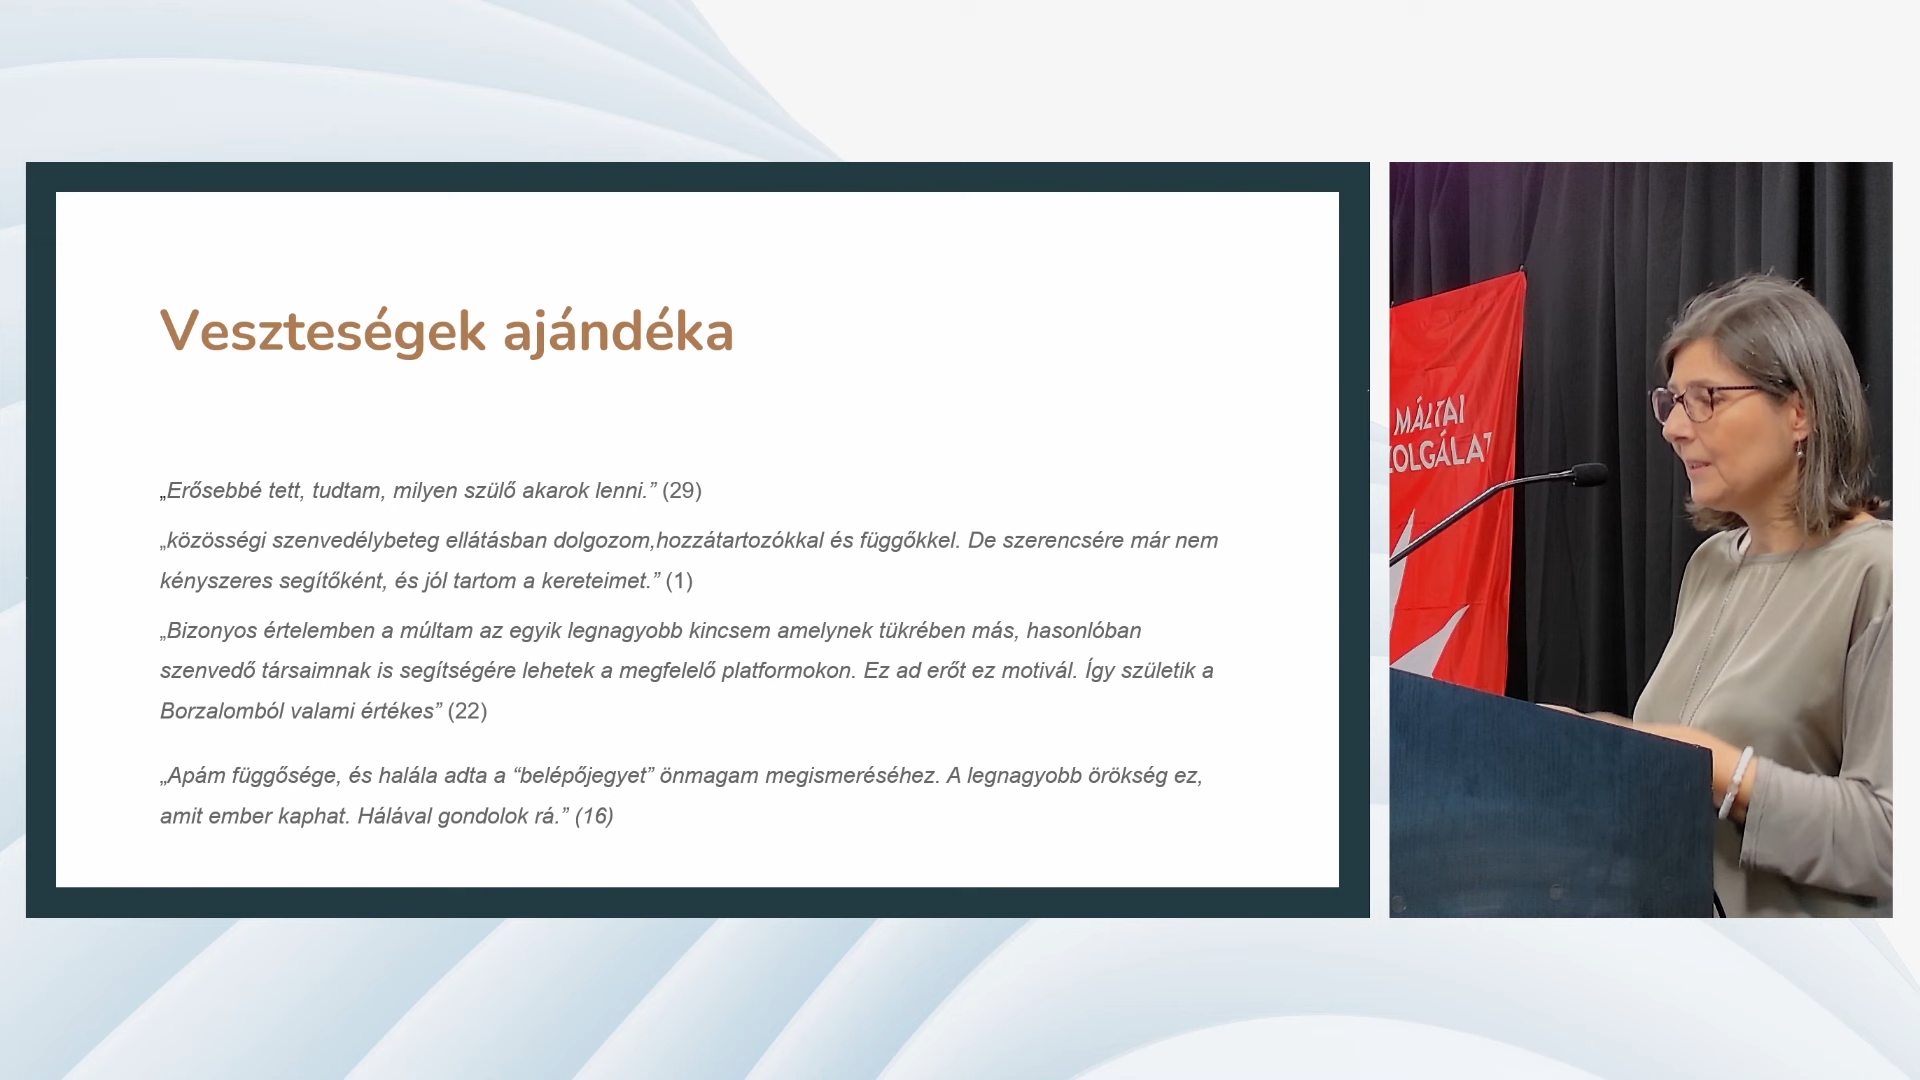 Veszteségek ajándéka
„Erősebbé tett, tudtam, milyen szülő akarok lenni.” (29)
„közösségi szenvedélybeteg ellátásban dolgozom,hozzátartozókkal és függőkkel. De szerencsére már nem
kényszeres segítőként, és jól tartom a kereteimet.” (1)
„Bizonyos értelemben a múltam az egyik legnagyobb kincsem amelynek tükrében más, hasonlóban
szenvedő társaimnak is segítségére lehetek a megfelelő platformokon. Ez ad erőt ez motivál. Így születik a
Borzalomból valami értékes” (22)
„Apám függősége, és halála adta a “belépőjegyet” önmagam megismeréséhez. A legnagyobb örökség ez,
amit ember kaphat. Hálával gondolok rá.” (16)
MÁLTAI
ZOLGÁLAT